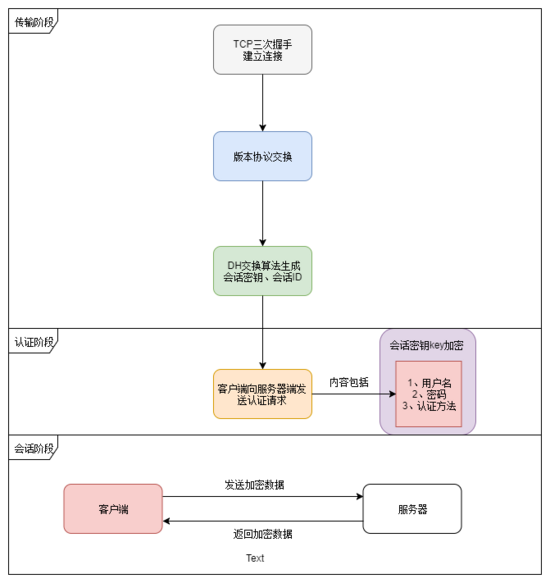 传输阶段
TCP三次握手
建立连接
版本协议交换
DH交换算法生成
会话密钥、会话ID
认证阶段
客户端向服务器端发
送认证请求
内容包括
会话密钥key加密
1、用户名
2、密码
3、认证方法
会话阶段
客户端
发送加密数据
服务器
返回加密数据
Text